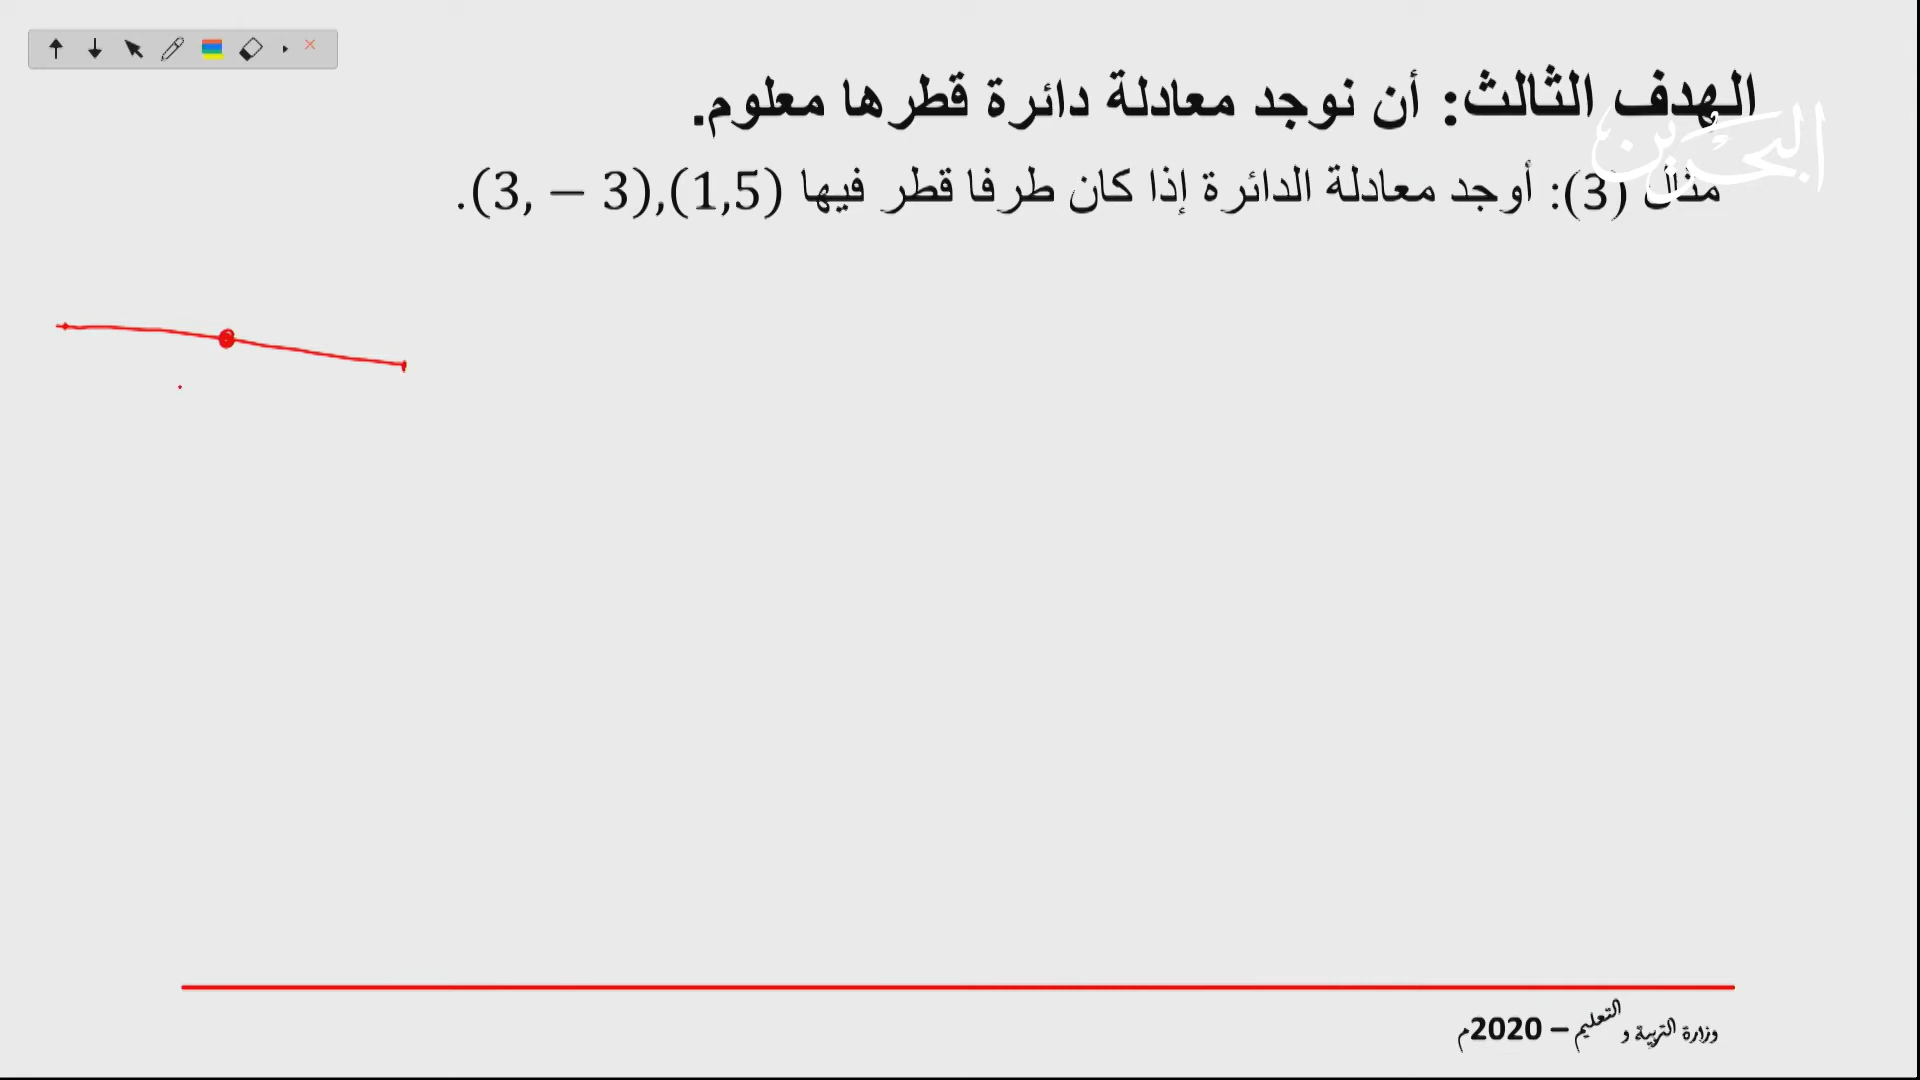 الهدف الثالث: أن نوجد معادلة دائرة قطرها معلوم.
البحرين
مثال (3): أوجد معادلة الدائرة إذا كان طرفا قطر فيها (1,5),(3, − 3).
وزارة التربية و التعليم – 2020م